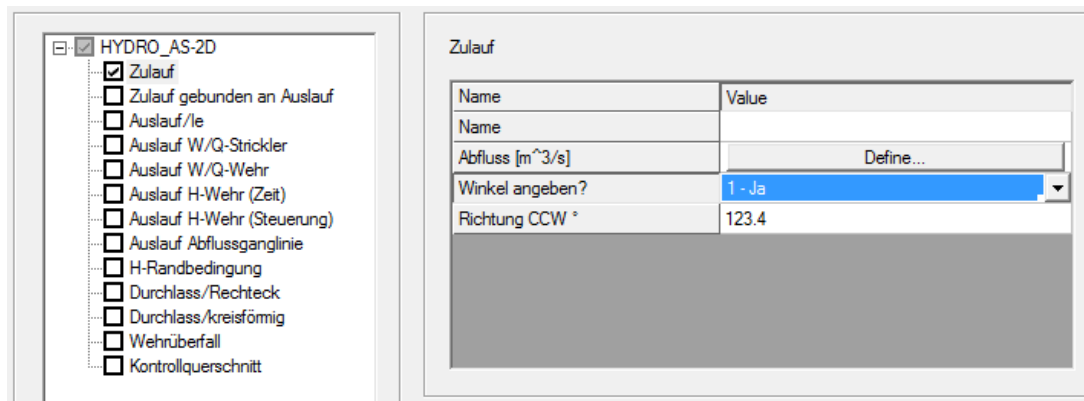 HYDRO_AS-2D
Zulauf
Zulauf gebunden an Auslauf
Auslauf/Ie
Auslauf W/Q-Strickler
Auslauf W/Q-Wehr
Auslauf H-Wehr (Zeit)
Auslauf H-Wehr (Steuerung)
Auslauf Abflussganglinie
H-Randbedingung
Durchlass/Rechteck
Durchlass/kreisförmig
Wehrüberfall
Kontrollquerschnitt
Zulauf
Name Value
Name
Abfluss [m^3/s] Define...
Winkel angeben? 1 - Ja
Richtung CCW ° 123.4